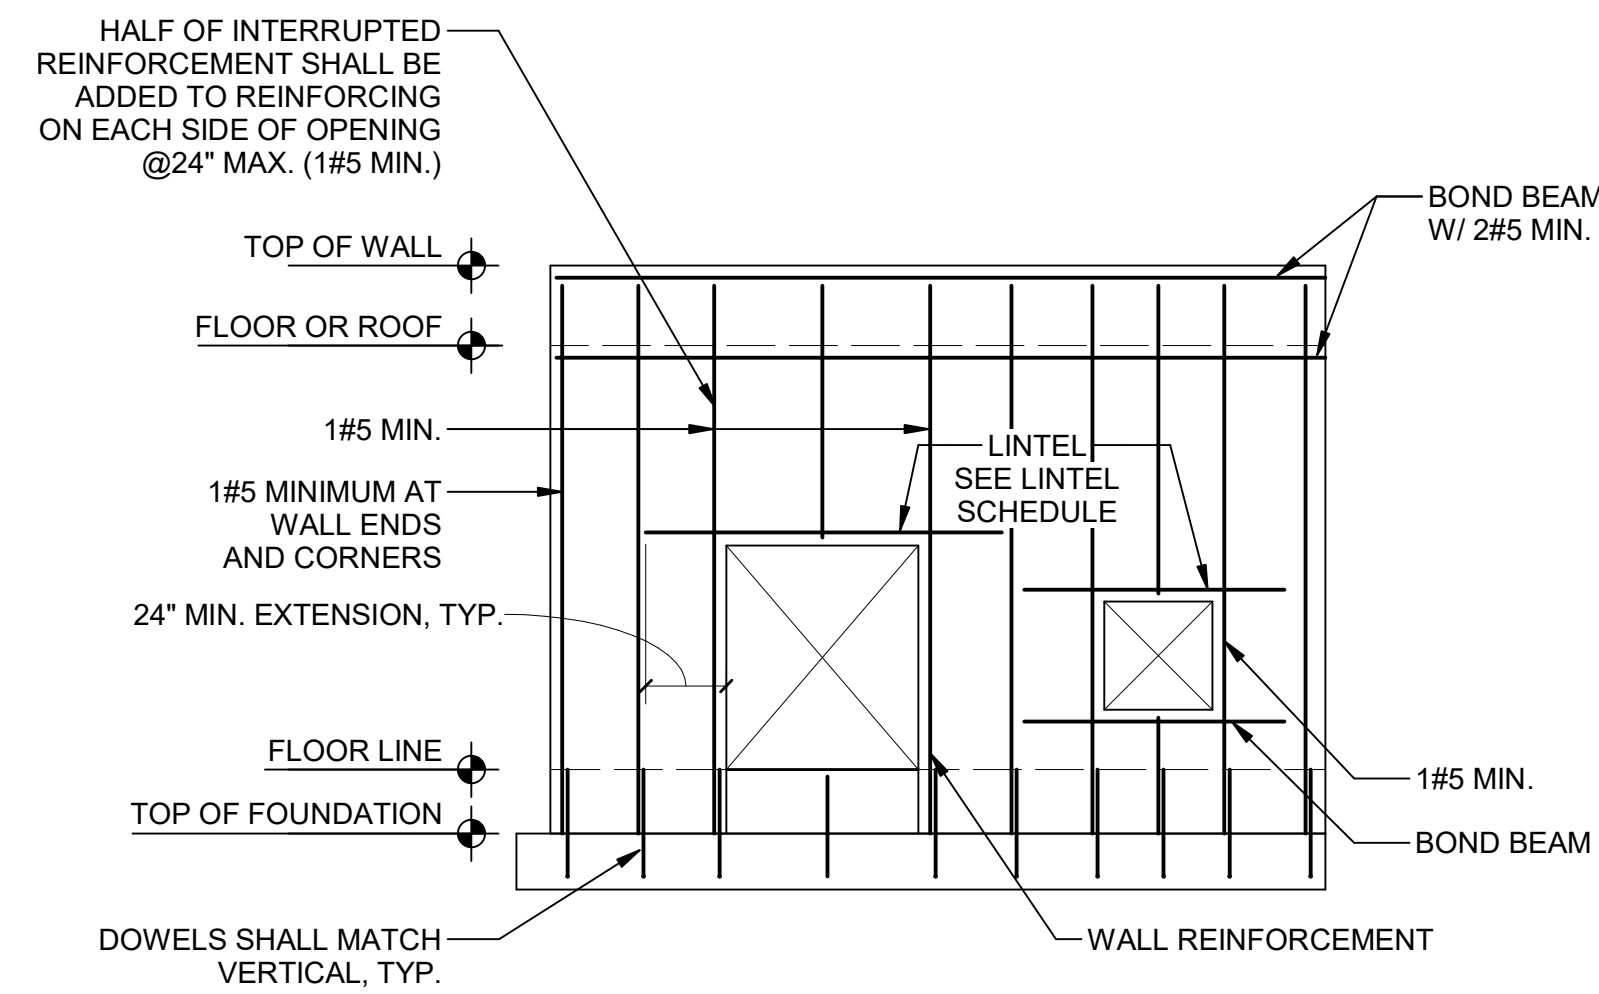 HALF OF INTERRUPTED
REINFORCEMENT SHALL BE
ADDED TO REINFORCING
ON EACH SIDE OF OPENING
@24" MAX. (1#5 MIN.)
BOND BEAM
W/ 2#5 MIN.
TOP OF WALL
FLOOR OR ROOF
1#5 MIN.
LINTEL
SEE LINTEL
SCHEDULE
1#5 MINIMUM AT
WALL ENDS
AND CORNERS
24" MIN. EXTENSION, TYP.
FLOOR LINE
1#5 MIN.
TOP OF FOUNDATION
BOND BEAM
DOWELS SHALL MATCH
VERTICAL, TYP.
WALL REINFORCEMENT